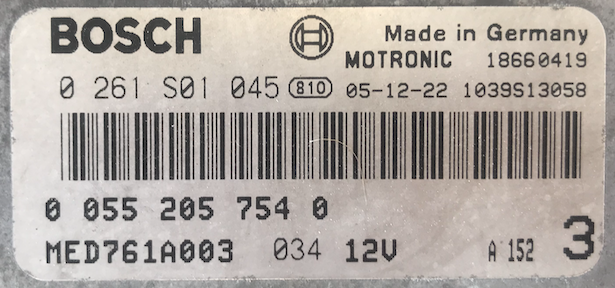 BOSCH Made in Germany
MOTRONIC 18660419
0 261 S01 045 810 05-12-22 1039S13058
0 055 205 754 0
MED761A003 034 12V A 152 3